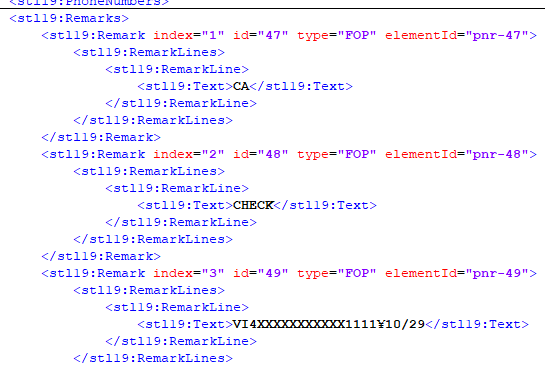 <stl19:PhoneNumbers>
<stl19:Remarks>
<stl19:Remark index="1" id="47" type="FOP" elementId="pnr-47">
<stl19:RemarkLines>
<stl19:RemarkLine>
<stl19:Text>CA</stl19:Text>
</stl19:RemarkLine>
</stl19:RemarkLines>
</stl19:Remark>
<stl19:Remark index="2" id="48" type="FOP" elementId="pnr-48">
<stl19:RemarkLines>
<stl19:RemarkLine>
<stl19:Text>CHECK</stl19:Text>
</stl19:RemarkLine>
</stl19:RemarkLines>
</stl19:Remark>
<stl19:Remark index="3" id="49" type="FOP" elementId="pnr-49">
<stl19:RemarkLines>
<stl19:RemarkLine>
<stl19:Text>VI4XXXXXXXXXXX1111¥10/29</stl19:Text>
</stl19:RemarkLine>
</stl19:RemarkLines>